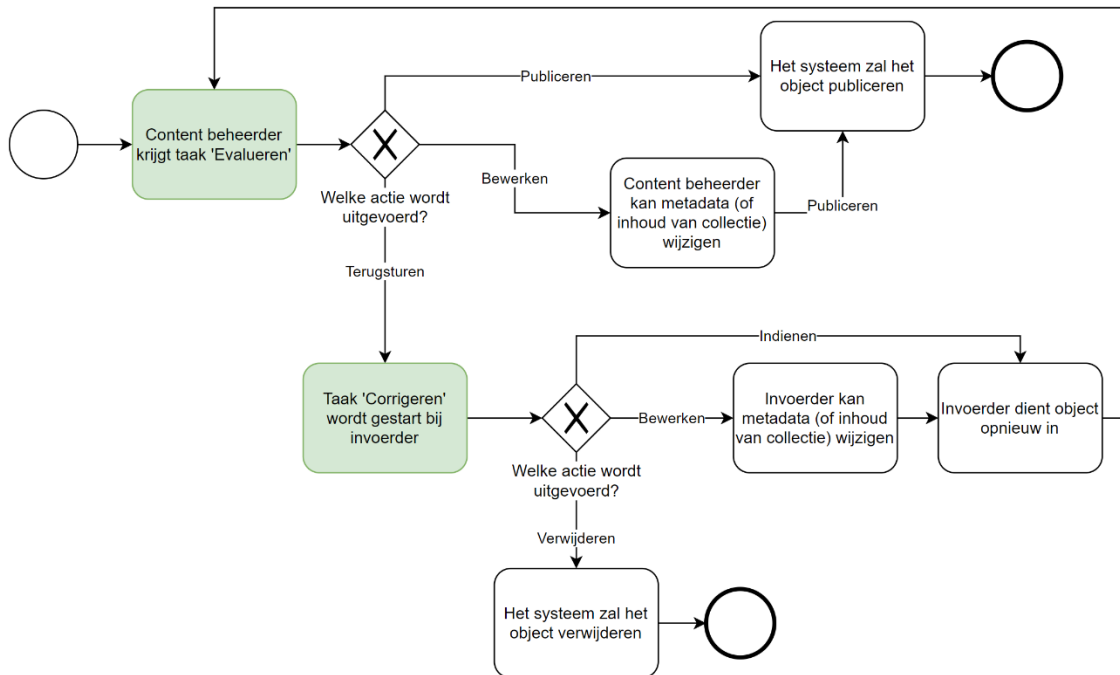 Publiceren
Het systeem zal het
object publiceren
Content beheerder
krijgt taak 'Evalueren'
Bewerken
Content beheerder
kan metadata (of
inhoud van collectie)
wijzigen
Publiceren
Welke actie wordt
uitgevoerd?
Terugsturen
Indienen
Taak 'Corrigeren'
wordt gestart bij
invoerder
Bewerken
Invoerder kan
metadata (of inhoud
van collectie) wijzigen
Invoerder dient object
opnieuw in
Welke actie wordt
uitgevoerd?
Verwijderen
Het systeem zal het
object verwijderen